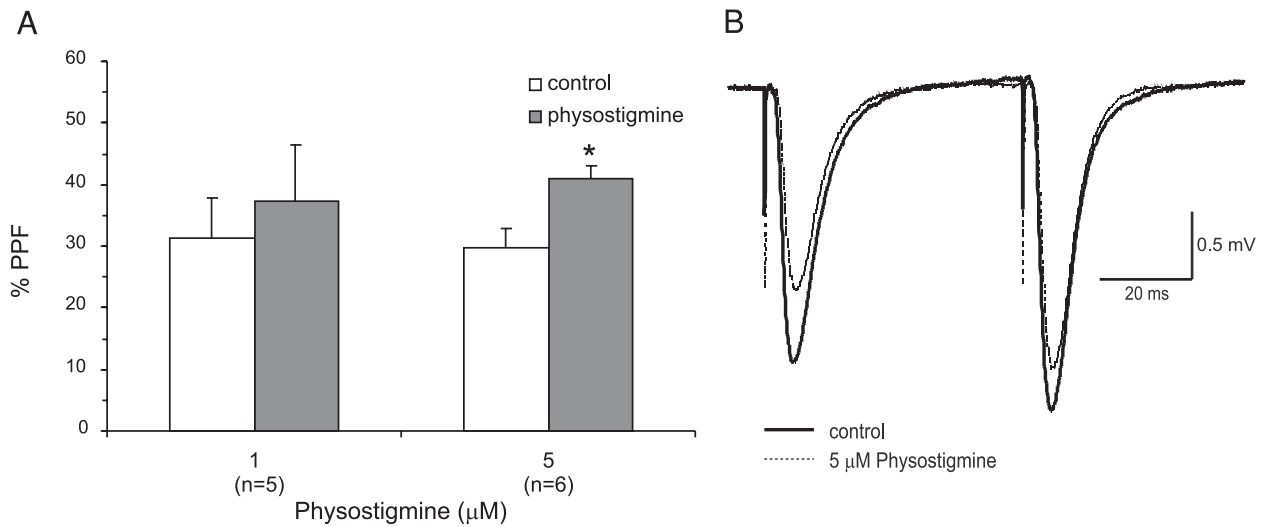 A
60
50
40
30
20
10
0
% PPF
control
physostigmine
*
1
(n=5)
5
(n=6)
Physostigmine (μM)
B
0.5 mV
20 ms
control
5 μM Physostigmine